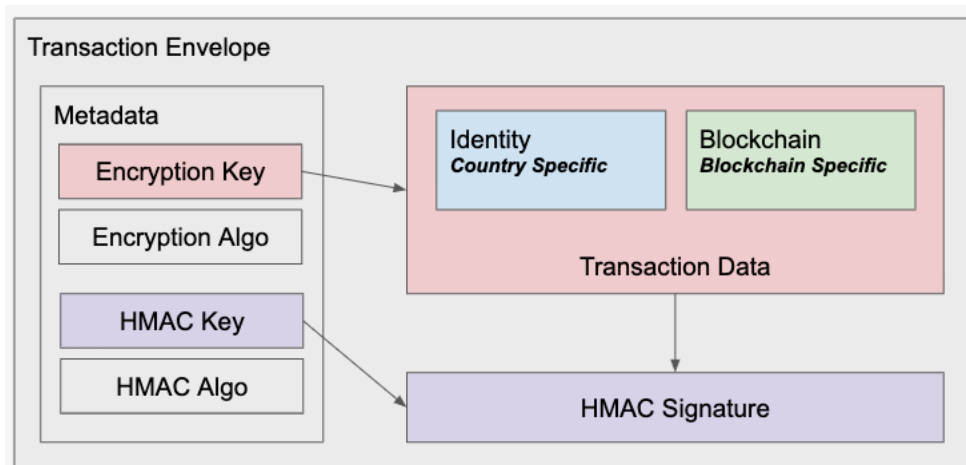 Transaction Envelope
Metadada
Encryption Key
Encryption Algo
HMAC Key
HMAC Algo
Identity
Country Specific
Blockchain
Blockchain Specific
Transaction Data
HMAC Signature